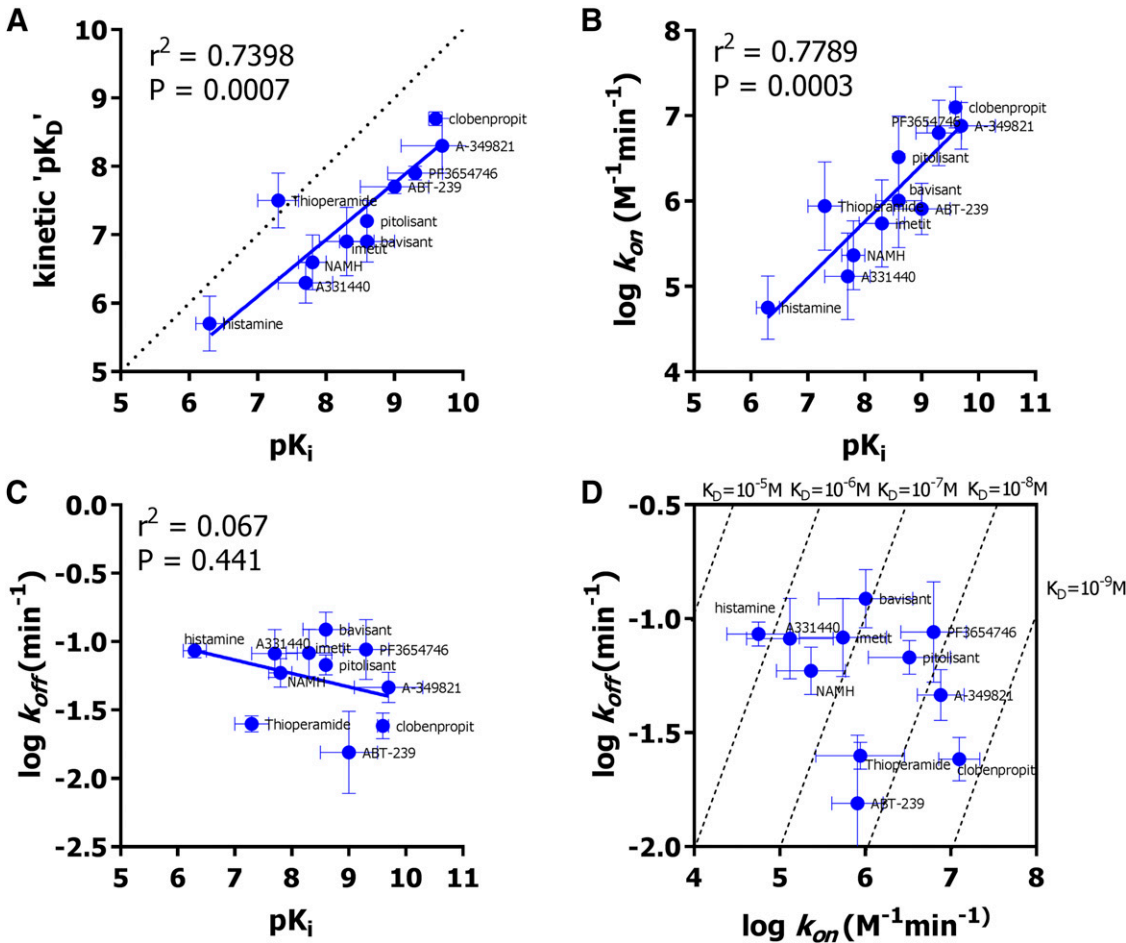 A
r² = 0.7398
P = 0.0007
kinetic 'pK_D'
10
9
8
7
6
5
clobenpropit
A-349821
PF3654746
ABT-239
Thioperamide
pitolisant
bavisant
imetit
NAMH
A331440
histamine
5 6 7 8 9 10
pK_i
B
r² = 0.7789
P = 0.0003
log k_on (M⁻¹min⁻¹)
8
7
6
5
4
clobenpropit
PF3654746
A-349821
pitolisant
bavisant
Thioperamide
ABT-239
imetit
NAMH
A331440
histamine
5 6 7 8 9 10 11
pK_i
C
r² = 0.067
P = 0.441
log k_off (min⁻¹)
0.0
-0.5
-1.0
-1.5
-2.0
-2.5
histamine
A331440
bavisant
imetit
PF3654746
pitolisant
NAMH
A-349821
Thioperamide
clobenpropit
ABT-239
4 5 6 7 8 9 10 11
pK_i
D
K_D=10⁻⁵M K_D=10⁻⁶M K_D=10⁻⁷M K_D=10⁻⁸M
K_D=10⁻⁹M
log k_off (min⁻¹)
-0.5
-1.0
-1.5
-2.0
bavisant
histamine
A331440
imetit
PF3654746
pitolisant
NAMH
A-349821
Thioperamide
clobenpropit
ABT-239
4 5 6 7 8
log k_on (M⁻¹min⁻¹)